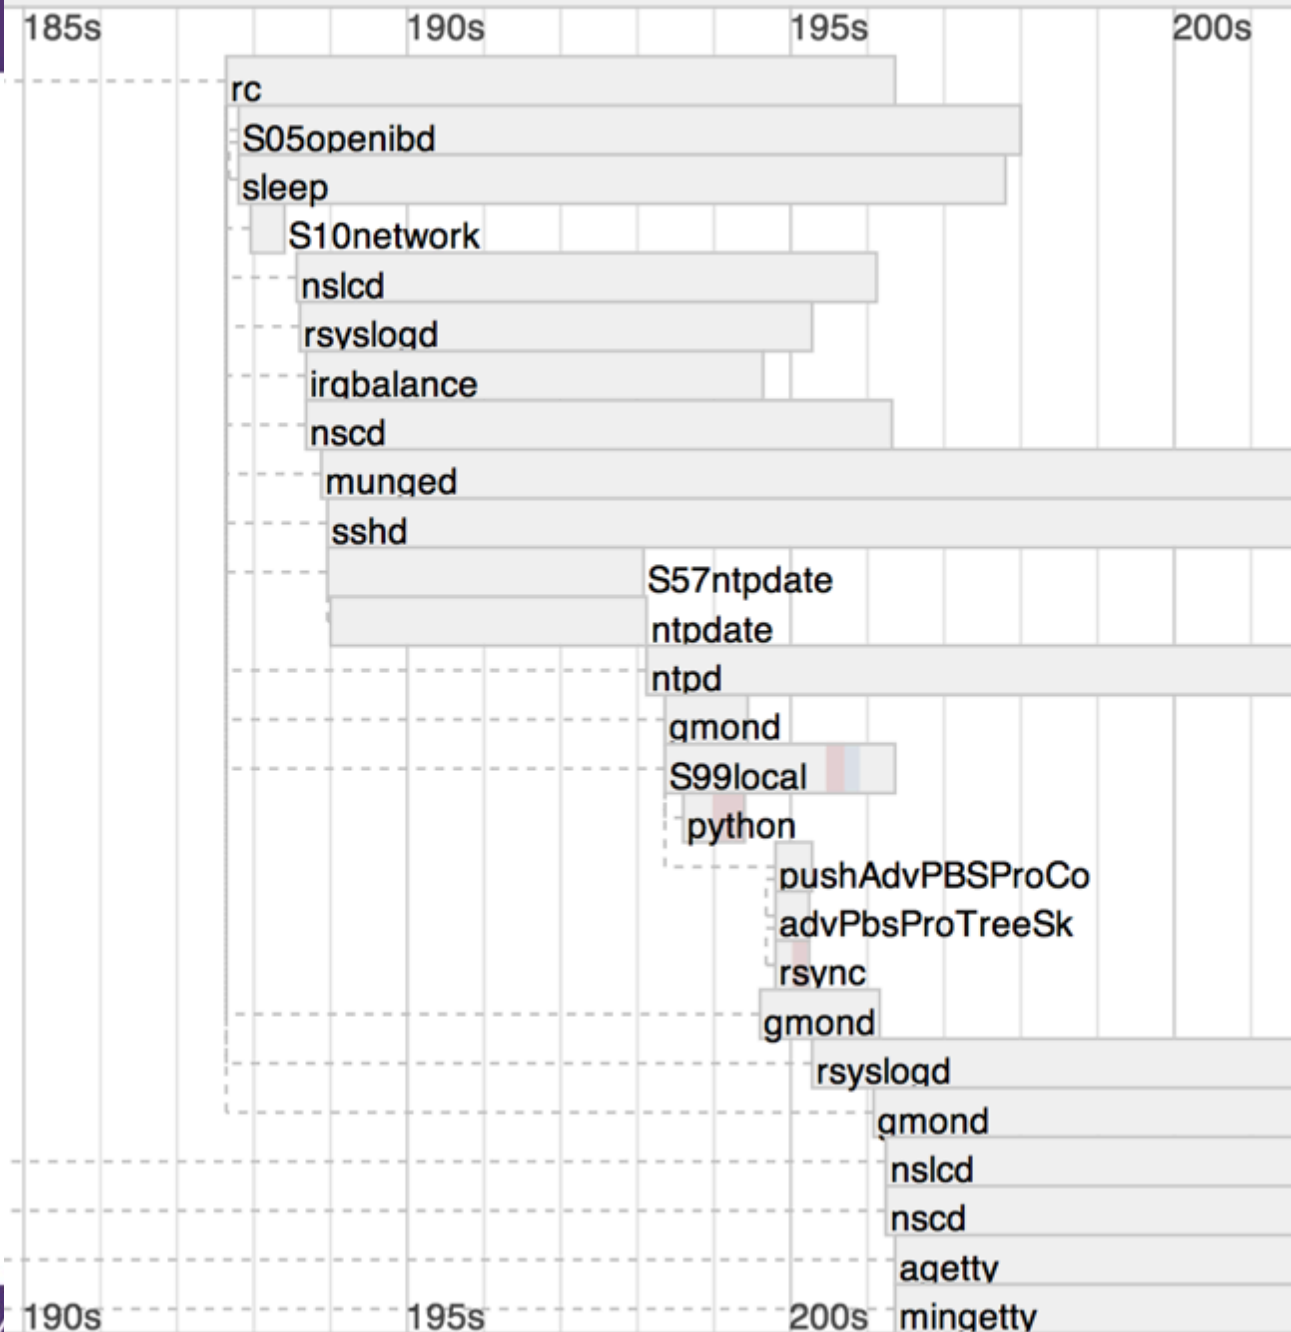 185s 190s 195s 200s
rc
S05openibd
sleep
S10network
nslcd
rsyslogd
irqbalance
nscd
munged
sshd
S57ntpdate
ntpdate
ntpd
gmond
S99local
python
pushAdvPBSProCo
advPbsProTreeSk
rsync
gmond
rsyslogd
gmond
nslcd
nscd
agetty
mingetty
190s 195s 200s